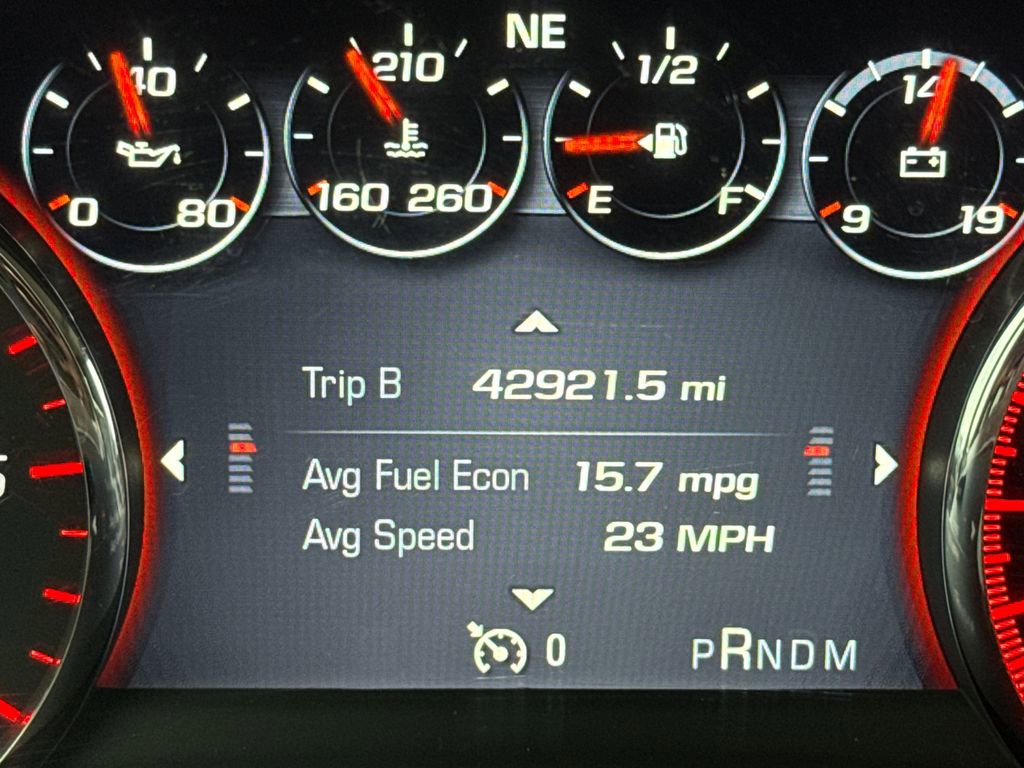 NE
40
0 80
210
160 260
1/2
E F
14
9 19
Trip B 42921.5 mi
Avg Fuel Econ 15.7 mpg
Avg Speed 23 MPH
0
PRNDM